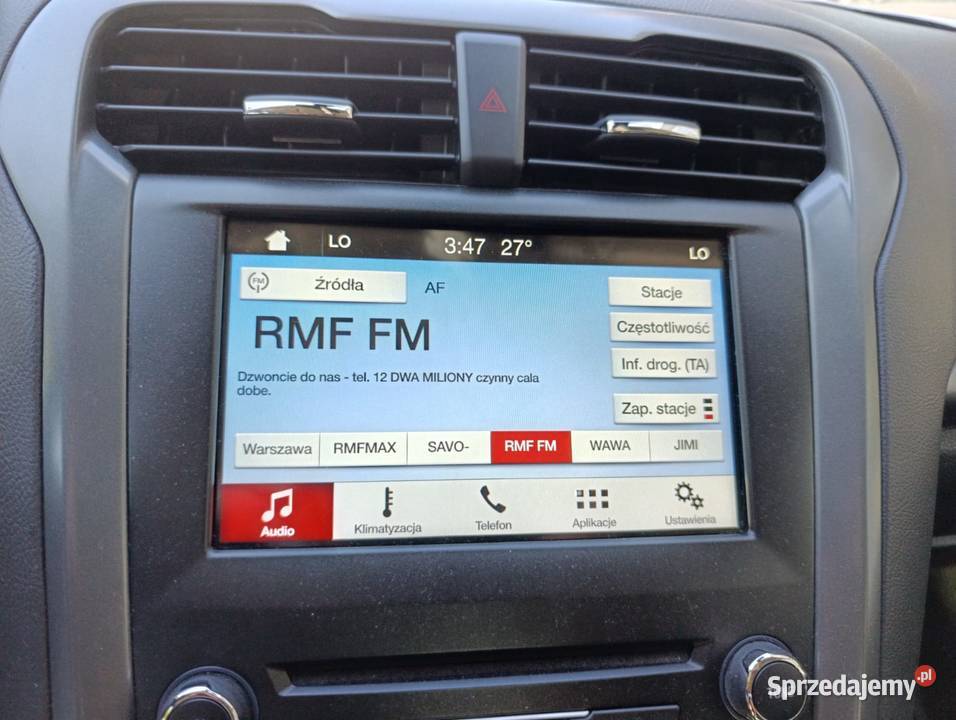 LO 3:47 27° LO
FM Źródła AF Stacje
RMF FM
Częstotliwość
Inf. drog. (TA)
Dzwoncie do nas - tel. 12 DWA MILIONY czynny cala
dobe.
Zap. stacje
Warszawa RMFMAX SAVO- RMF FM WAWA JIMI
Audio Klimatyzacja Telefon Aplikacje Ustawienia
Sprzedajemy.pl